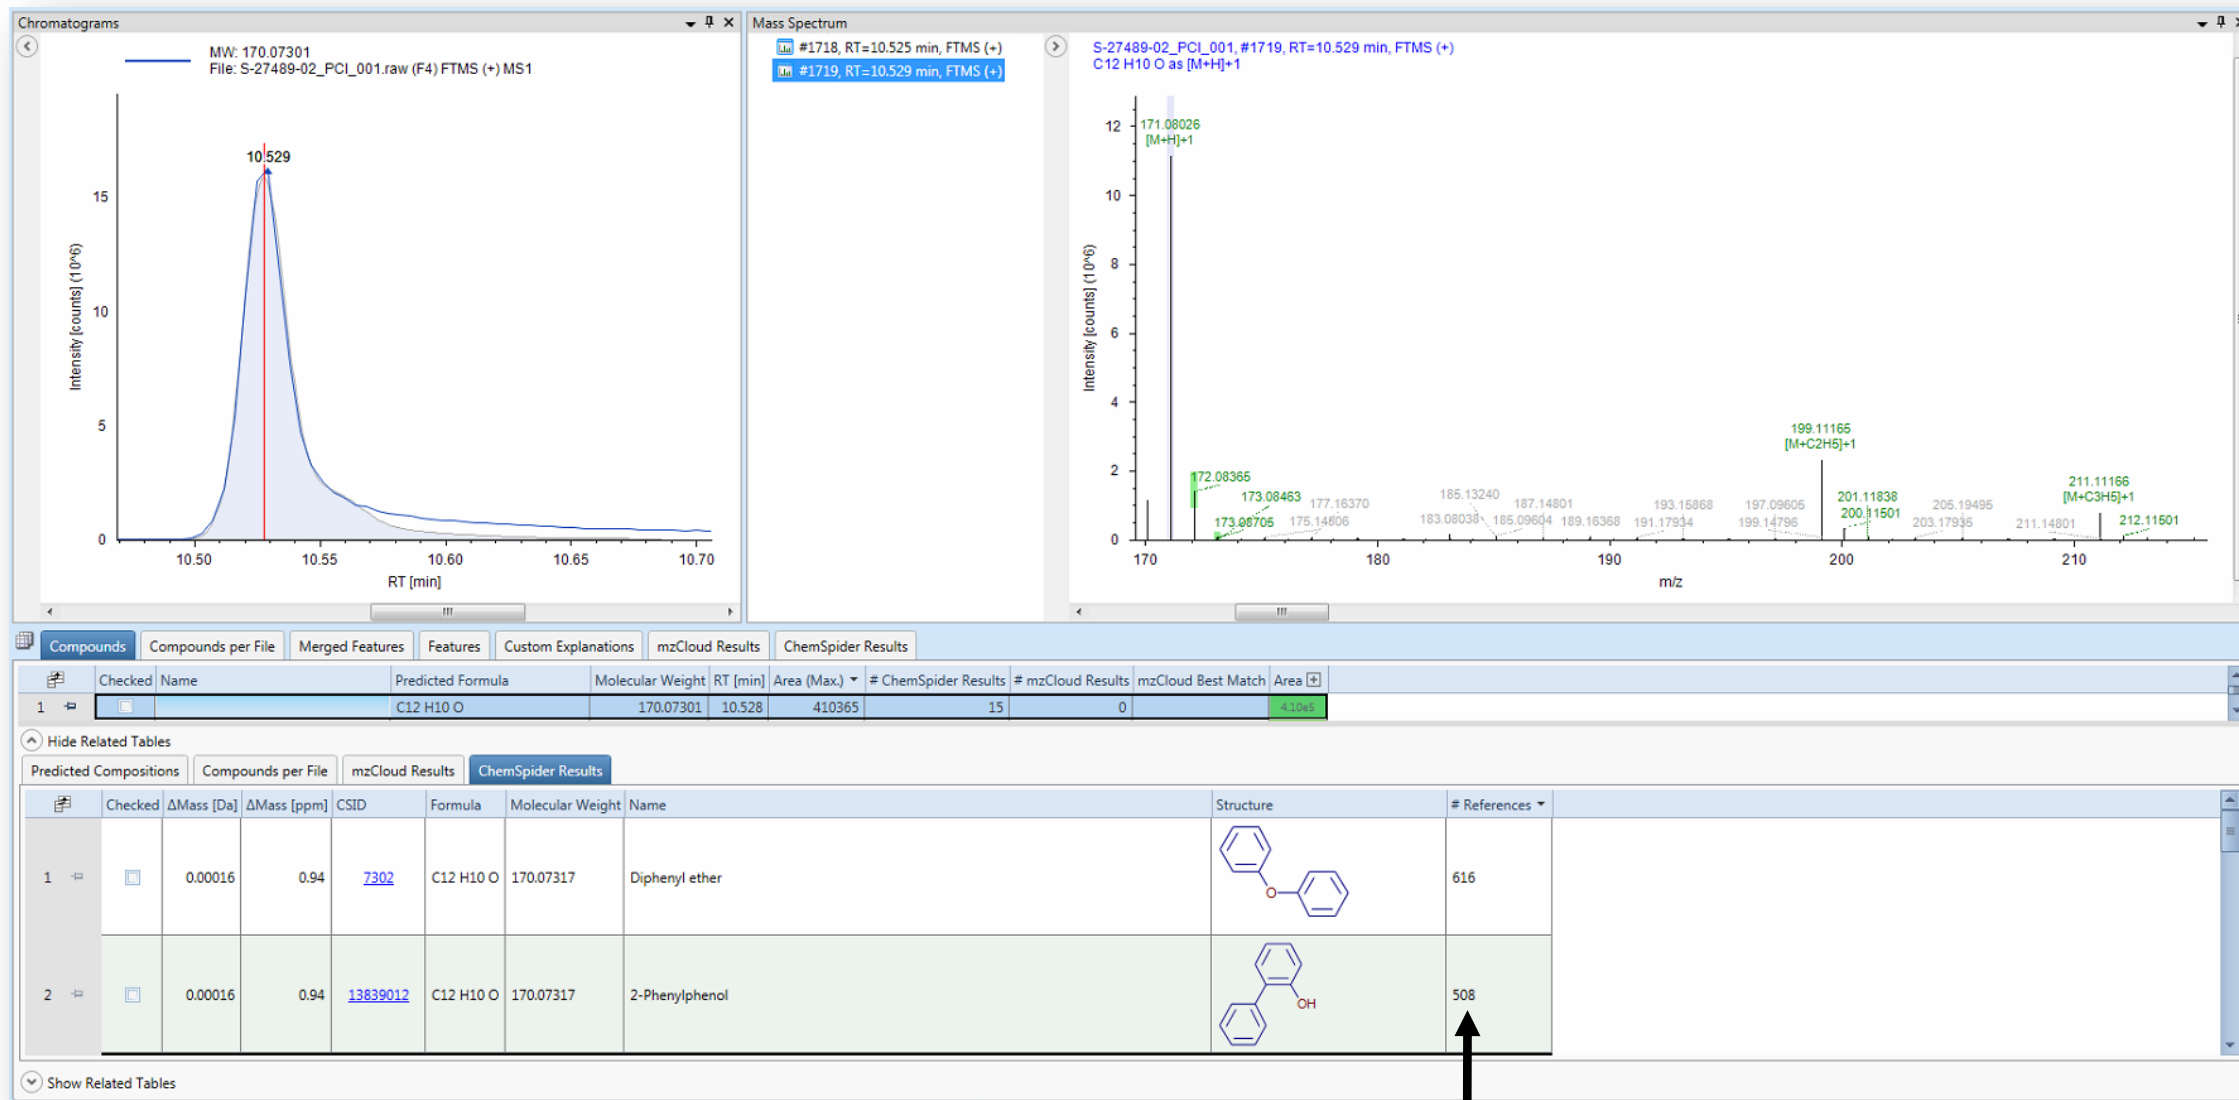 Chromatograms
MW: 170.07301
File: S-27489-02_PCI_001.raw (F4) FTMS (+) MS1
10.529
15
10
5
0
Intensity [counts] (10^6)
10.50 10.55 10.60 10.65 10.70
RT [min]
Mass Spectrum
#1718, RT=10.525 min, FTMS (+)
#1719, RT=10.529 min, FTMS (+)
S-27489-02_PCI_001, #1719, RT=10.529 min, FTMS (+)
C12 H10 O as [M+H]+1
12
10
8
6
4
2
0
Intensity [counts] (10^6)
171.08026
[M+H]+1
172.08365
173.08463
173.08705
177.16370
175.14806
185.13240
183.08038
187.14801
185.09604
189.16368
193.15868
191.17934
197.09605
199.14796
199.11165
[M+C2H5]+1
201.11838
200.11501
205.19495
203.17935
211.11166
[M+C3H5]+1
211.14801
212.11501
170 180 190 200 210
m/z
Compounds Compounds per File Merged Features Features Custom Explanations mzCloud Results ChemSpider Results
Checked Name Predicted Formula Molecular Weight RT [min] Area (Max.) # ChemSpider Results # mzCloud Results mzCloud Best Match Area
1 C12 H10 O 170.07301 10.528 410365 15 0 4.10e5
Hide Related Tables
Predicted Compositions Compounds per File mzCloud Results ChemSpider Results
Checked ΔMass [Da] ΔMass [ppm] CSID Formula Molecular Weight Name Structure # References
1 0.00016 0.94 7302 C12 H10 O 170.07317 Diphenyl ether O 616
2 0.00016 0.94 13839012 C12 H10 O 170.07317 2-Phenylphenol OH 508
Show Related Tables